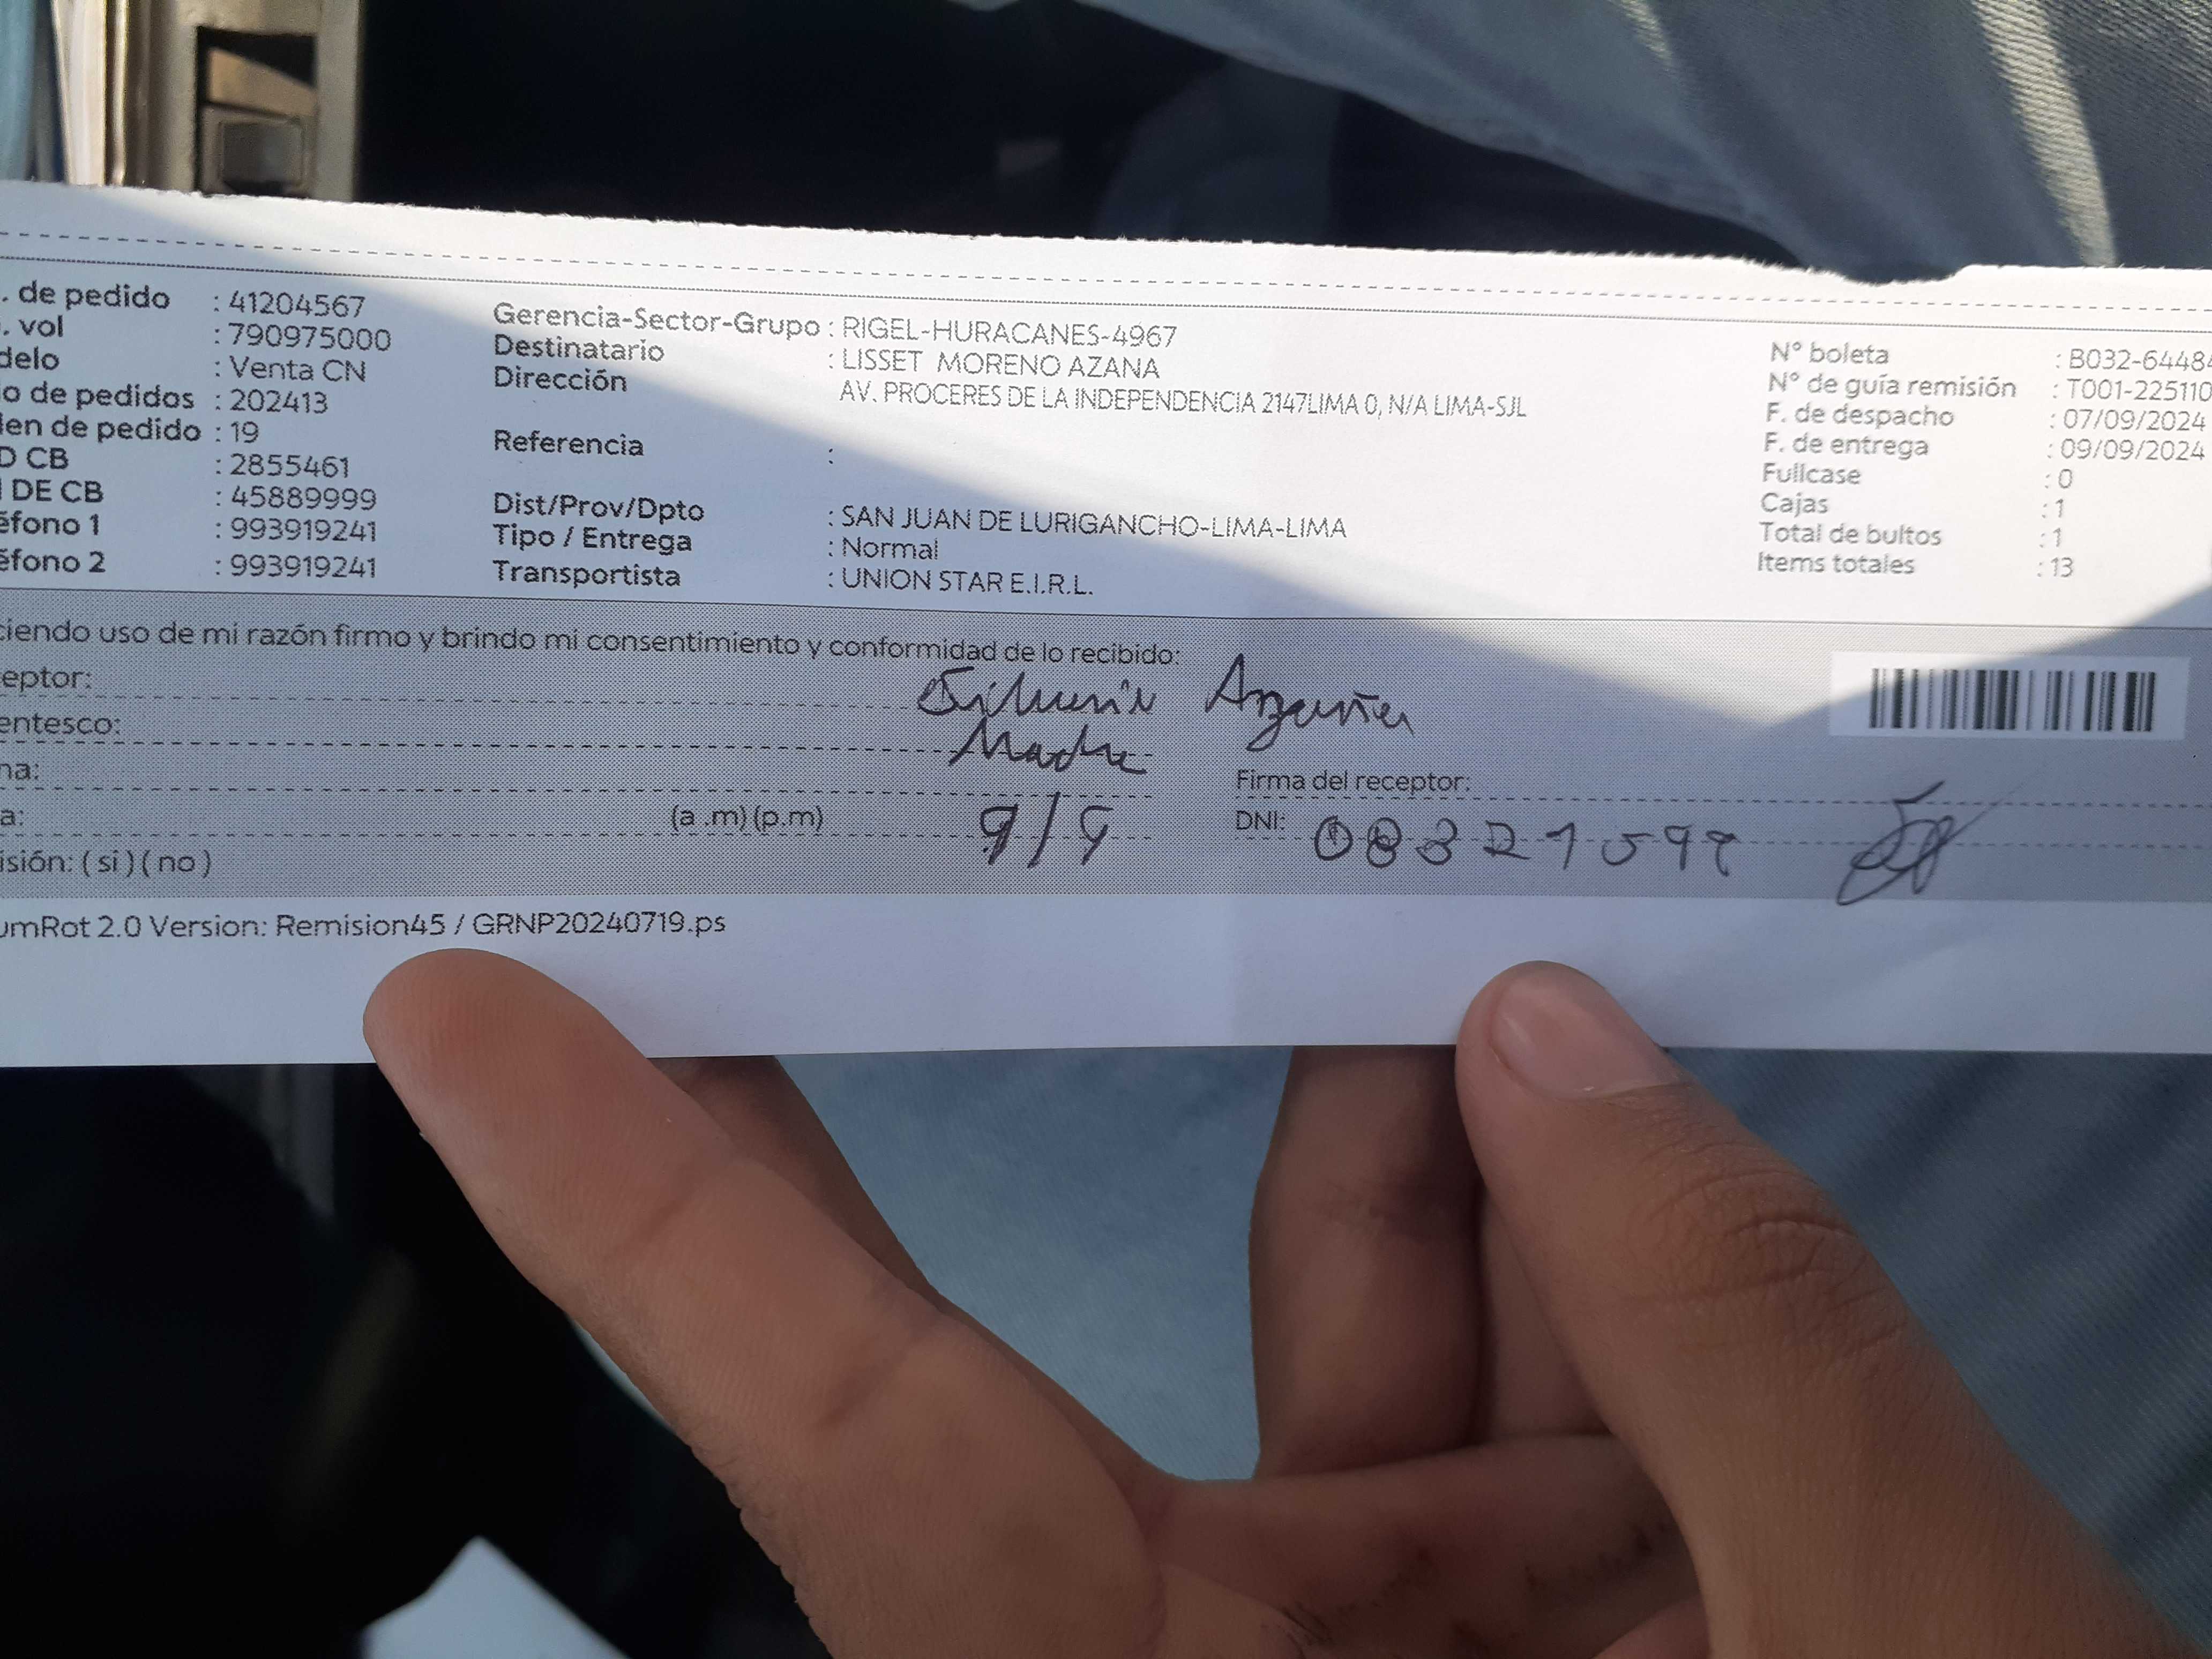 . de pedido : 41204567
. vol : 790975000
delo : Venta CN
o de pedidos : 202413
den de pedido : 19
D CB : 2855461
I DE CB : 45889999
éfono 1 : 993919241
éfono 2 : 993919241
Gerencia-Sector-Grupo : RIGEL-HURACANES-4967
Destinatario : LISSET MORENO AZANA
Dirección AV. PROCERES DE LA INDEPENDENCIA 2147LIMA 0, N/A LIMA-SJL
Referencia :
Dist/Prov/Dpto : SAN JUAN DE LURIGANCHO-LIMA-LIMA
Tipo / Entrega : Normal
Transportista : UNION STAR E.I.R.L.
N° boleta : B032-64484
N° de guía remisión : T001-225110
F. de despacho : 07/09/2024
F. de entrega : 09/09/2024
Fullcase : 0
Cajas : 1
Total de bultos : 1
Items totales : 13
ciendo uso de mi razón firmo y brindo mi consentimiento y conformidad de lo recibido:
eptor: Azaña
entesco: Madre
na:
Firma del receptor:
a: (a .m) (p.m) 9/9
DNI:
isión: ( si ) ( no )
umRot 2.0 Version: Remision45 / GRNP20240719.ps